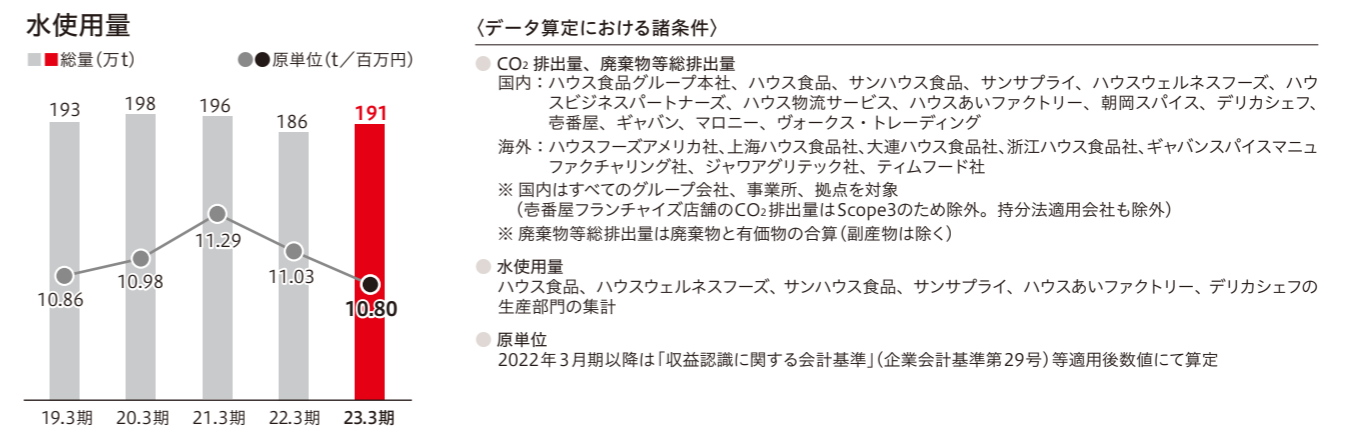 水使用量
総量（万t） 原単位（t／百万円）
193 198 196 186 191
10.86 10.98 11.29 11.03 10.80
19.3期 20.3期 21.3期 22.3期 23.3期
〈データ算定における諸条件〉
CO₂ 排出量、廃棄物等総排出量
国内：ハウス食品グループ本社、ハウス食品、サンハウス食品、サンサプライ、ハウスウェルネスフーズ、ハウ
スビジネスパートナーズ、ハウス物流サービス、ハウスあいファクトリー、朝岡スパイス、デリカシェフ、
壱番屋、ギャバン、マロニー、ヴォークス・トレーディング
海外：ハウスフーズアメリカ社、上海ハウス食品社、大連ハウス食品社、浙江ハウス食品社、ギャバンスパイスマニュ
ファクチャリング社、ジャワアグリテック社、ティムフード社
※ 国内はすべてのグループ会社、事業所、拠点を対象
（壱番屋フランチャイズ店舗のCO₂排出量はScope3のため除外。持分法適用会社も除外）
※ 廃棄物等総排出量は廃棄物と有価物の合算（副産物は除く）
水使用量
ハウス食品、ハウスウェルネスフーズ、サンハウス食品、サンサプライ、ハウスあいファクトリー、デリカシェフの
生産部門の集計
原単位
2022年3月期以降は「収益認識に関する会計基準」（企業会計基準第29号）等適用後数値にて算定